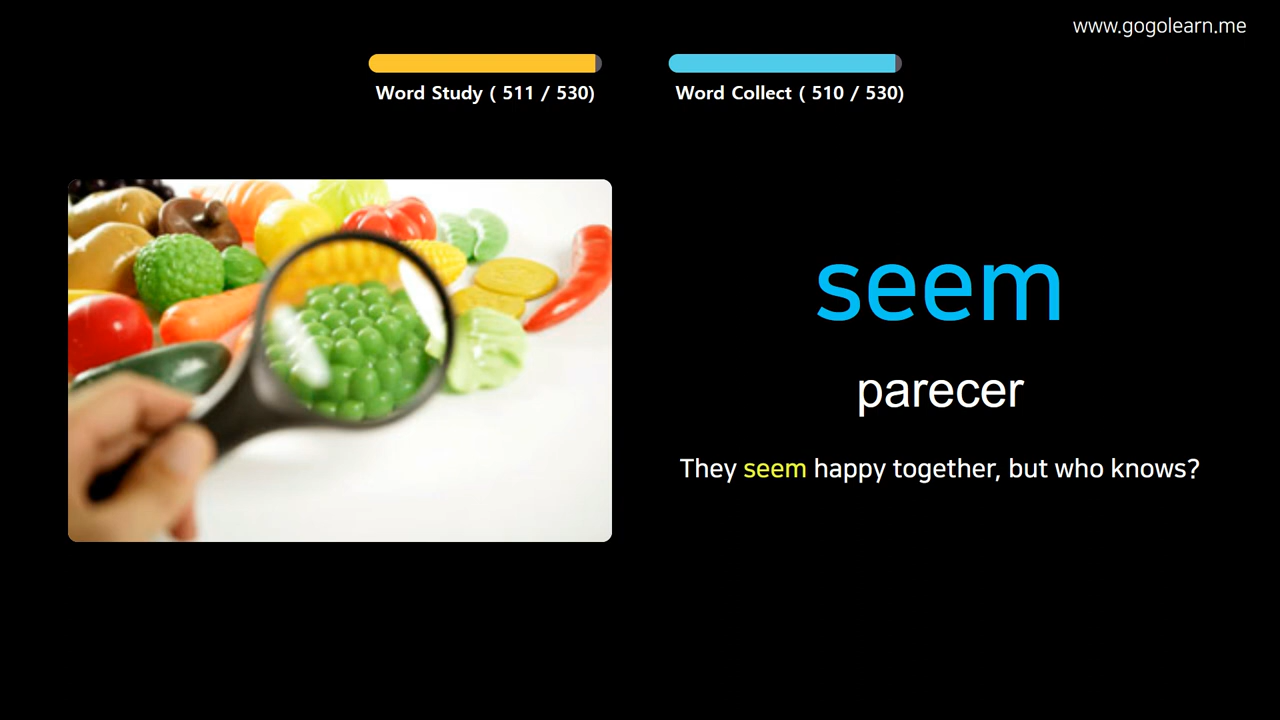 www.gogolearn.me
Word Study ( 511 / 530)
Word Collect ( 510 / 530)
seem
parecer
They seem happy together, but who knows?